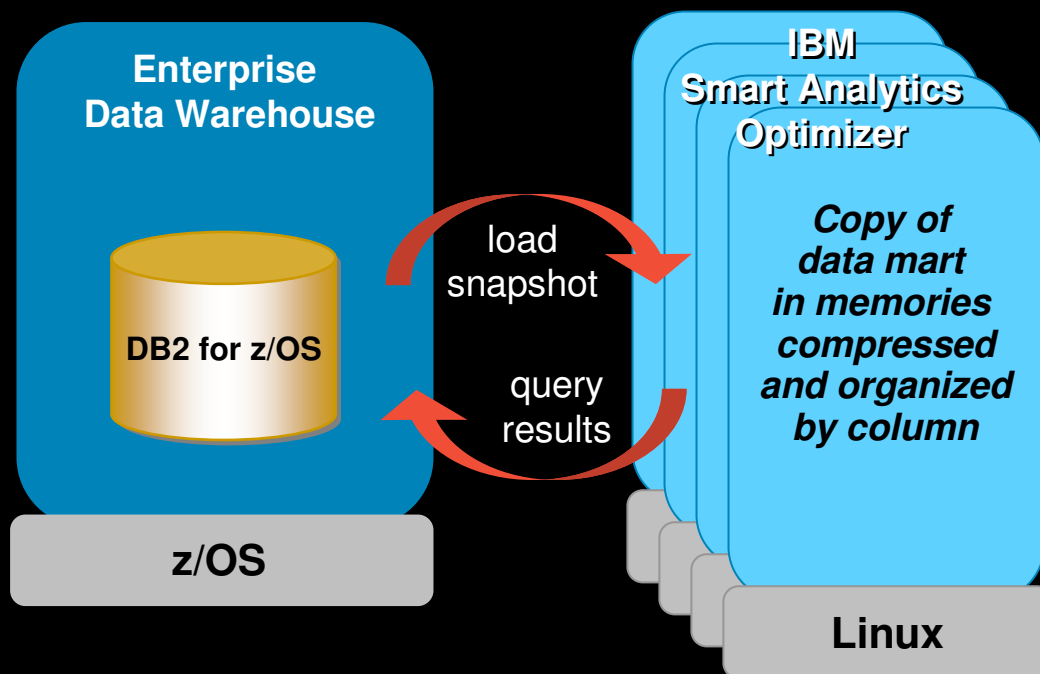 Enterprise
Data Warehouse
DB2 for z/OS
z/OS
load
snapshot
query
results
IBM
Smart Analytics
Optimizer
Copy of
data mart
in memories
compressed
and organized
by column
Linux